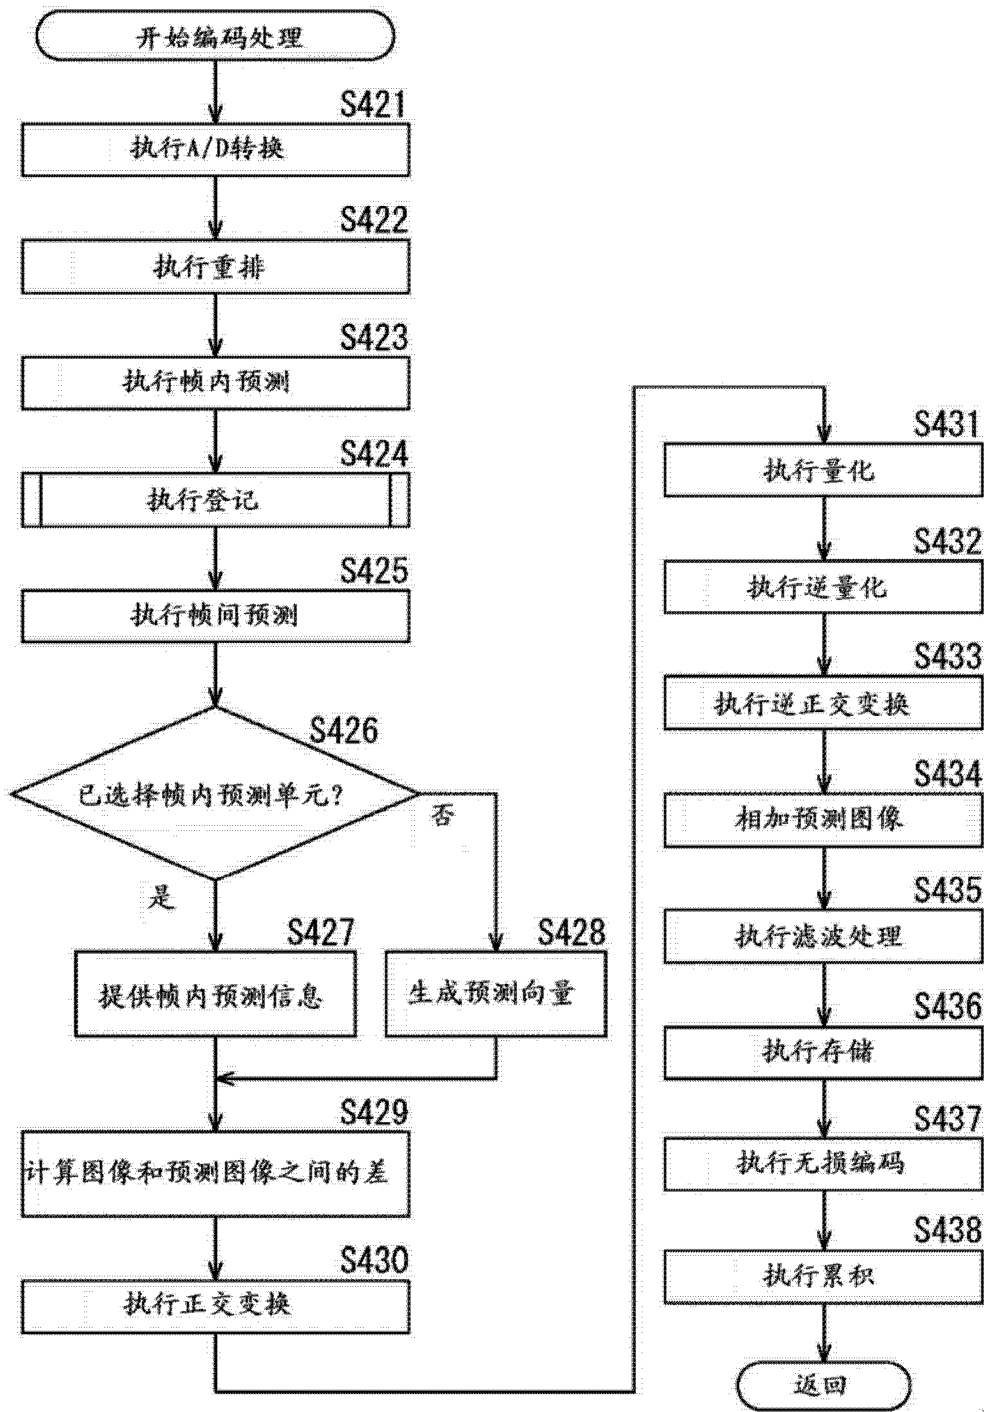 开始编码处理
S421
执行A/D转换
S422
执行重排
S423
执行帧内预测
S424
执行登记
S425
执行帧间预测
S426
已选择帧内预测单元?
否
是
S427
提供帧内预测信息
S428
生成预测向量
S429
计算图像和预测图像之间的差
S430
执行正交变换
S431
执行量化
S432
执行逆量化
S433
执行逆正交变换
S434
相加预测图像
S435
执行滤波处理
S436
执行存储
S437
执行无损编码
S438
执行累积
返回